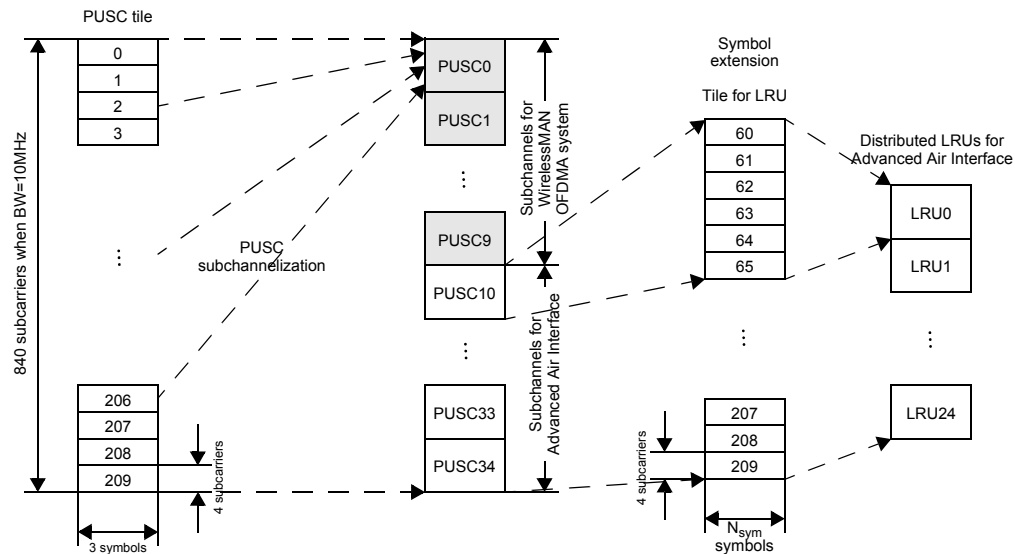 PUSC tile
0
1
2
3
⋮
206
207
208
209
840 subcarriers when BW=10MHz
4 subcarriers
3 symbols
PUSC
subchannelization
PUSC0
PUSC1
⋮
PUSC9
PUSC10
⋮
PUSC33
PUSC34
Subchannels for
WirelessMAN
OFDMA system
Subchannels for
Advanced Air Interface
Symbol
extension
Tile for LRU
60
61
62
63
64
65
⋮
207
208
209
4 subcarriers
Nsym
symbols
Distributed LRUs for
Advanced Air Interface
LRU0
LRU1
⋮
LRU24